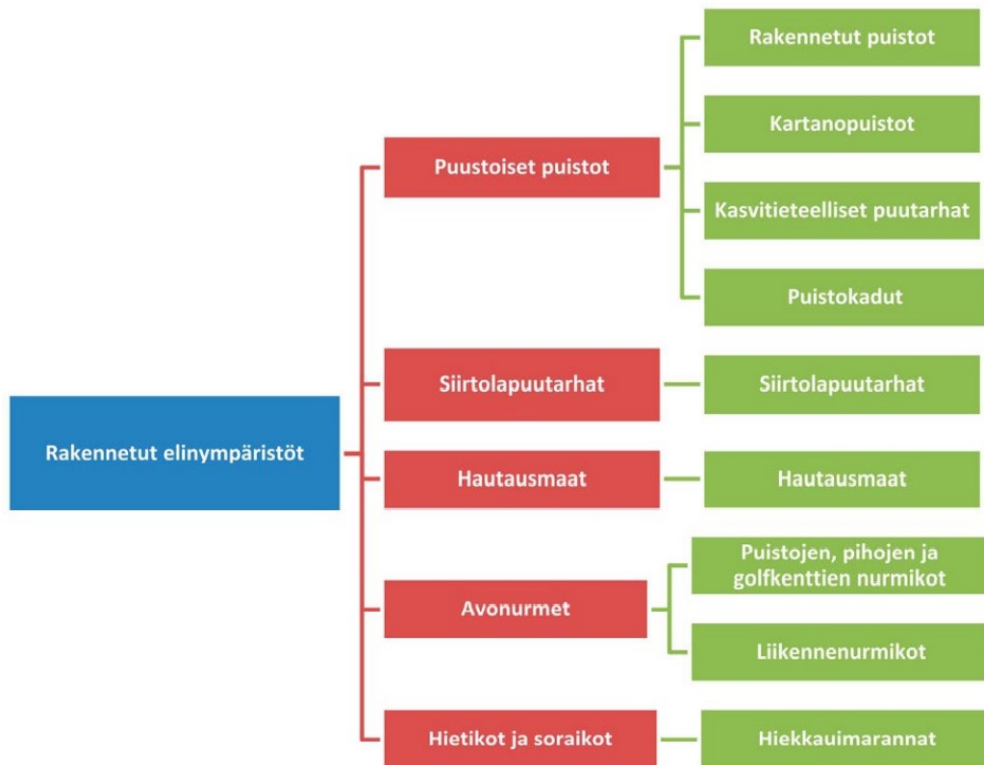 Rakennetut elinympäristöt
Puustoiset puistot
Rakennetut puistot
Kartanopuistot
Kasvitieteelliset puutarhat
Puistokadut
Siirtolapuutarhat
Siirtolapuutarhat
Hautausmaat
Hautausmaat
Avonurmet
Puistojen, pihojen ja
golfkenttien nurmikot
Liikennenurmikot
Hietikot ja soraikot
Hiekkauimarannat